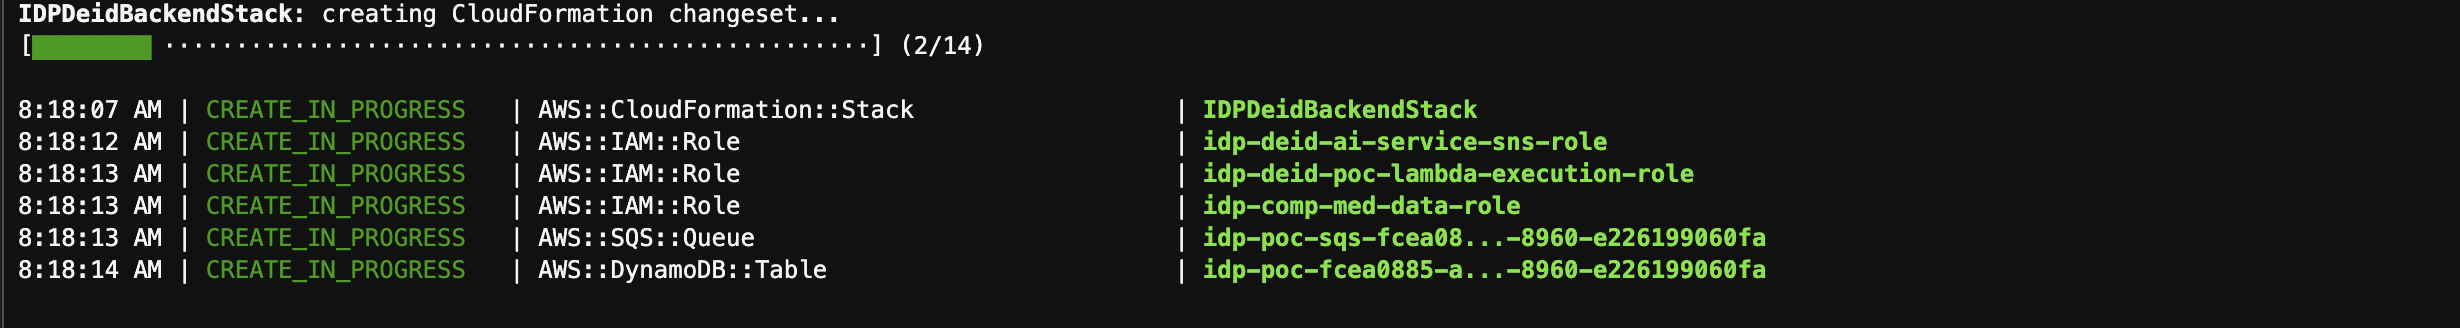 IDPDeidBackendStack: creating CloudFormation changeset...
[██████████ ·················································] (2/14)
8:18:07 AM | CREATE_IN_PROGRESS | AWS::CloudFormation::Stack | IDPDeidBackendStack
8:18:12 AM | CREATE_IN_PROGRESS | AWS::IAM::Role | idp-deid-ai-service-sns-role
8:18:13 AM | CREATE_IN_PROGRESS | AWS::IAM::Role | idp-deid-poc-lambda-execution-role
8:18:13 AM | CREATE_IN_PROGRESS | AWS::IAM::Role | idp-comp-med-data-role
8:18:13 AM | CREATE_IN_PROGRESS | AWS::SQS::Queue | idp-poc-sqs-fcea08...-8960-e226199060fa
8:18:14 AM | CREATE_IN_PROGRESS | AWS::DynamoDB::Table | idp-poc-fcea0885-a...-8960-e226199060fa